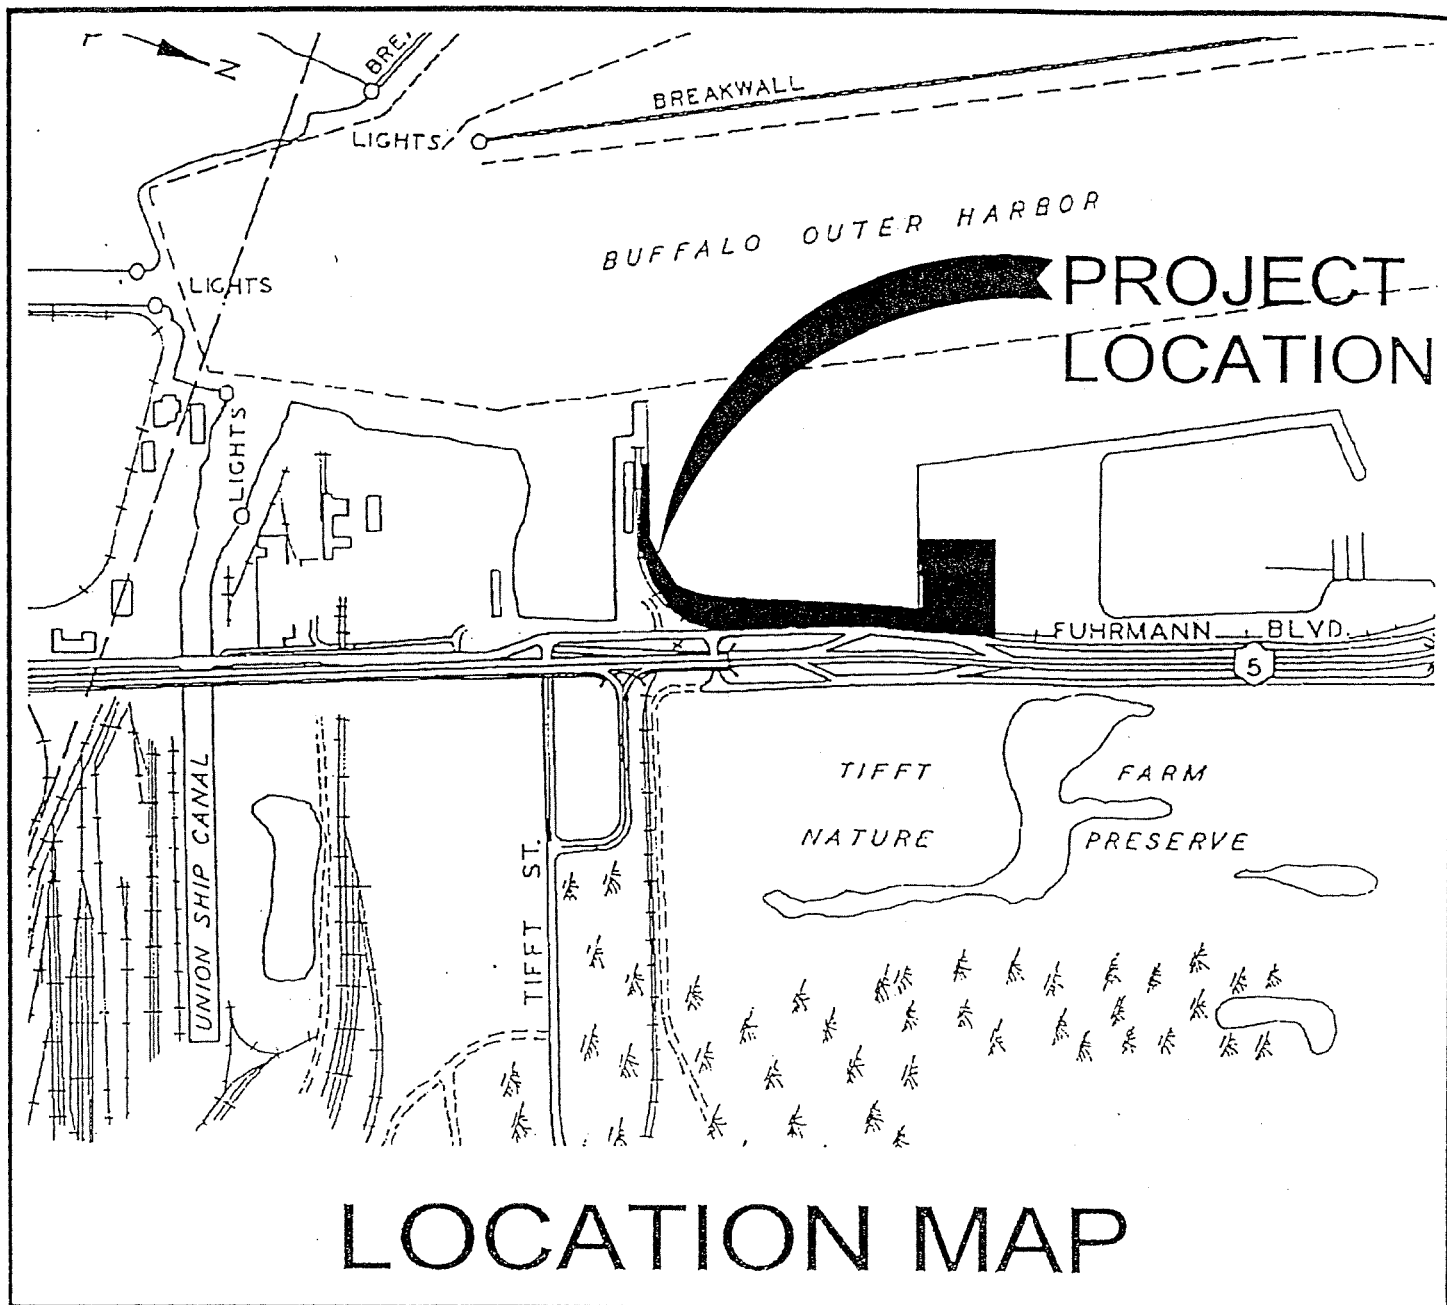 N
BRE
BREAKWALL
LIGHTS
BUFFALO OUTER HARBOR
PROJECT
LOCATION
LIGHTS
LIGHTS
FUHRMANN BLVD.
5
TIFFT FARM
NATURE PRESERVE
UNION SHIP CANAL
TIFFT ST.
LOCATION MAP